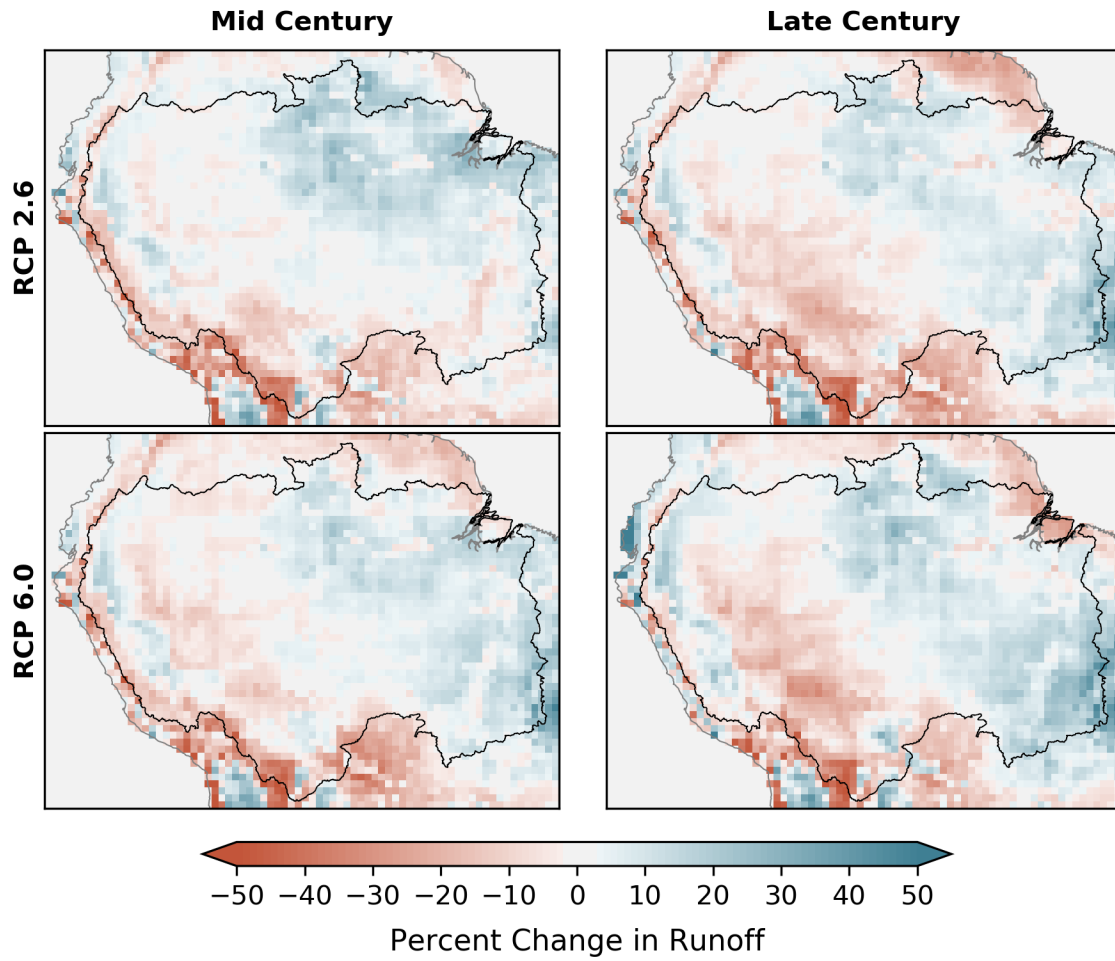 Mid Century Late Century
RCP 2.6
RCP 6.0
−50 −40 −30 −20 −10 0 10 20 30 40 50
Percent Change in Runoff